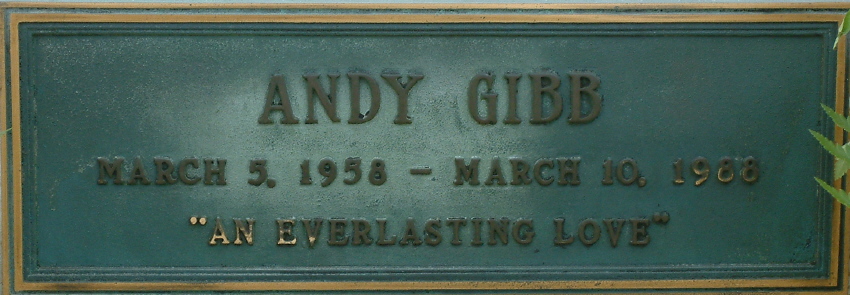 ANDY GIBB
MARCH 5, 1958 – MARCH 10, 1988
"AN EVERLASTING LOVE"